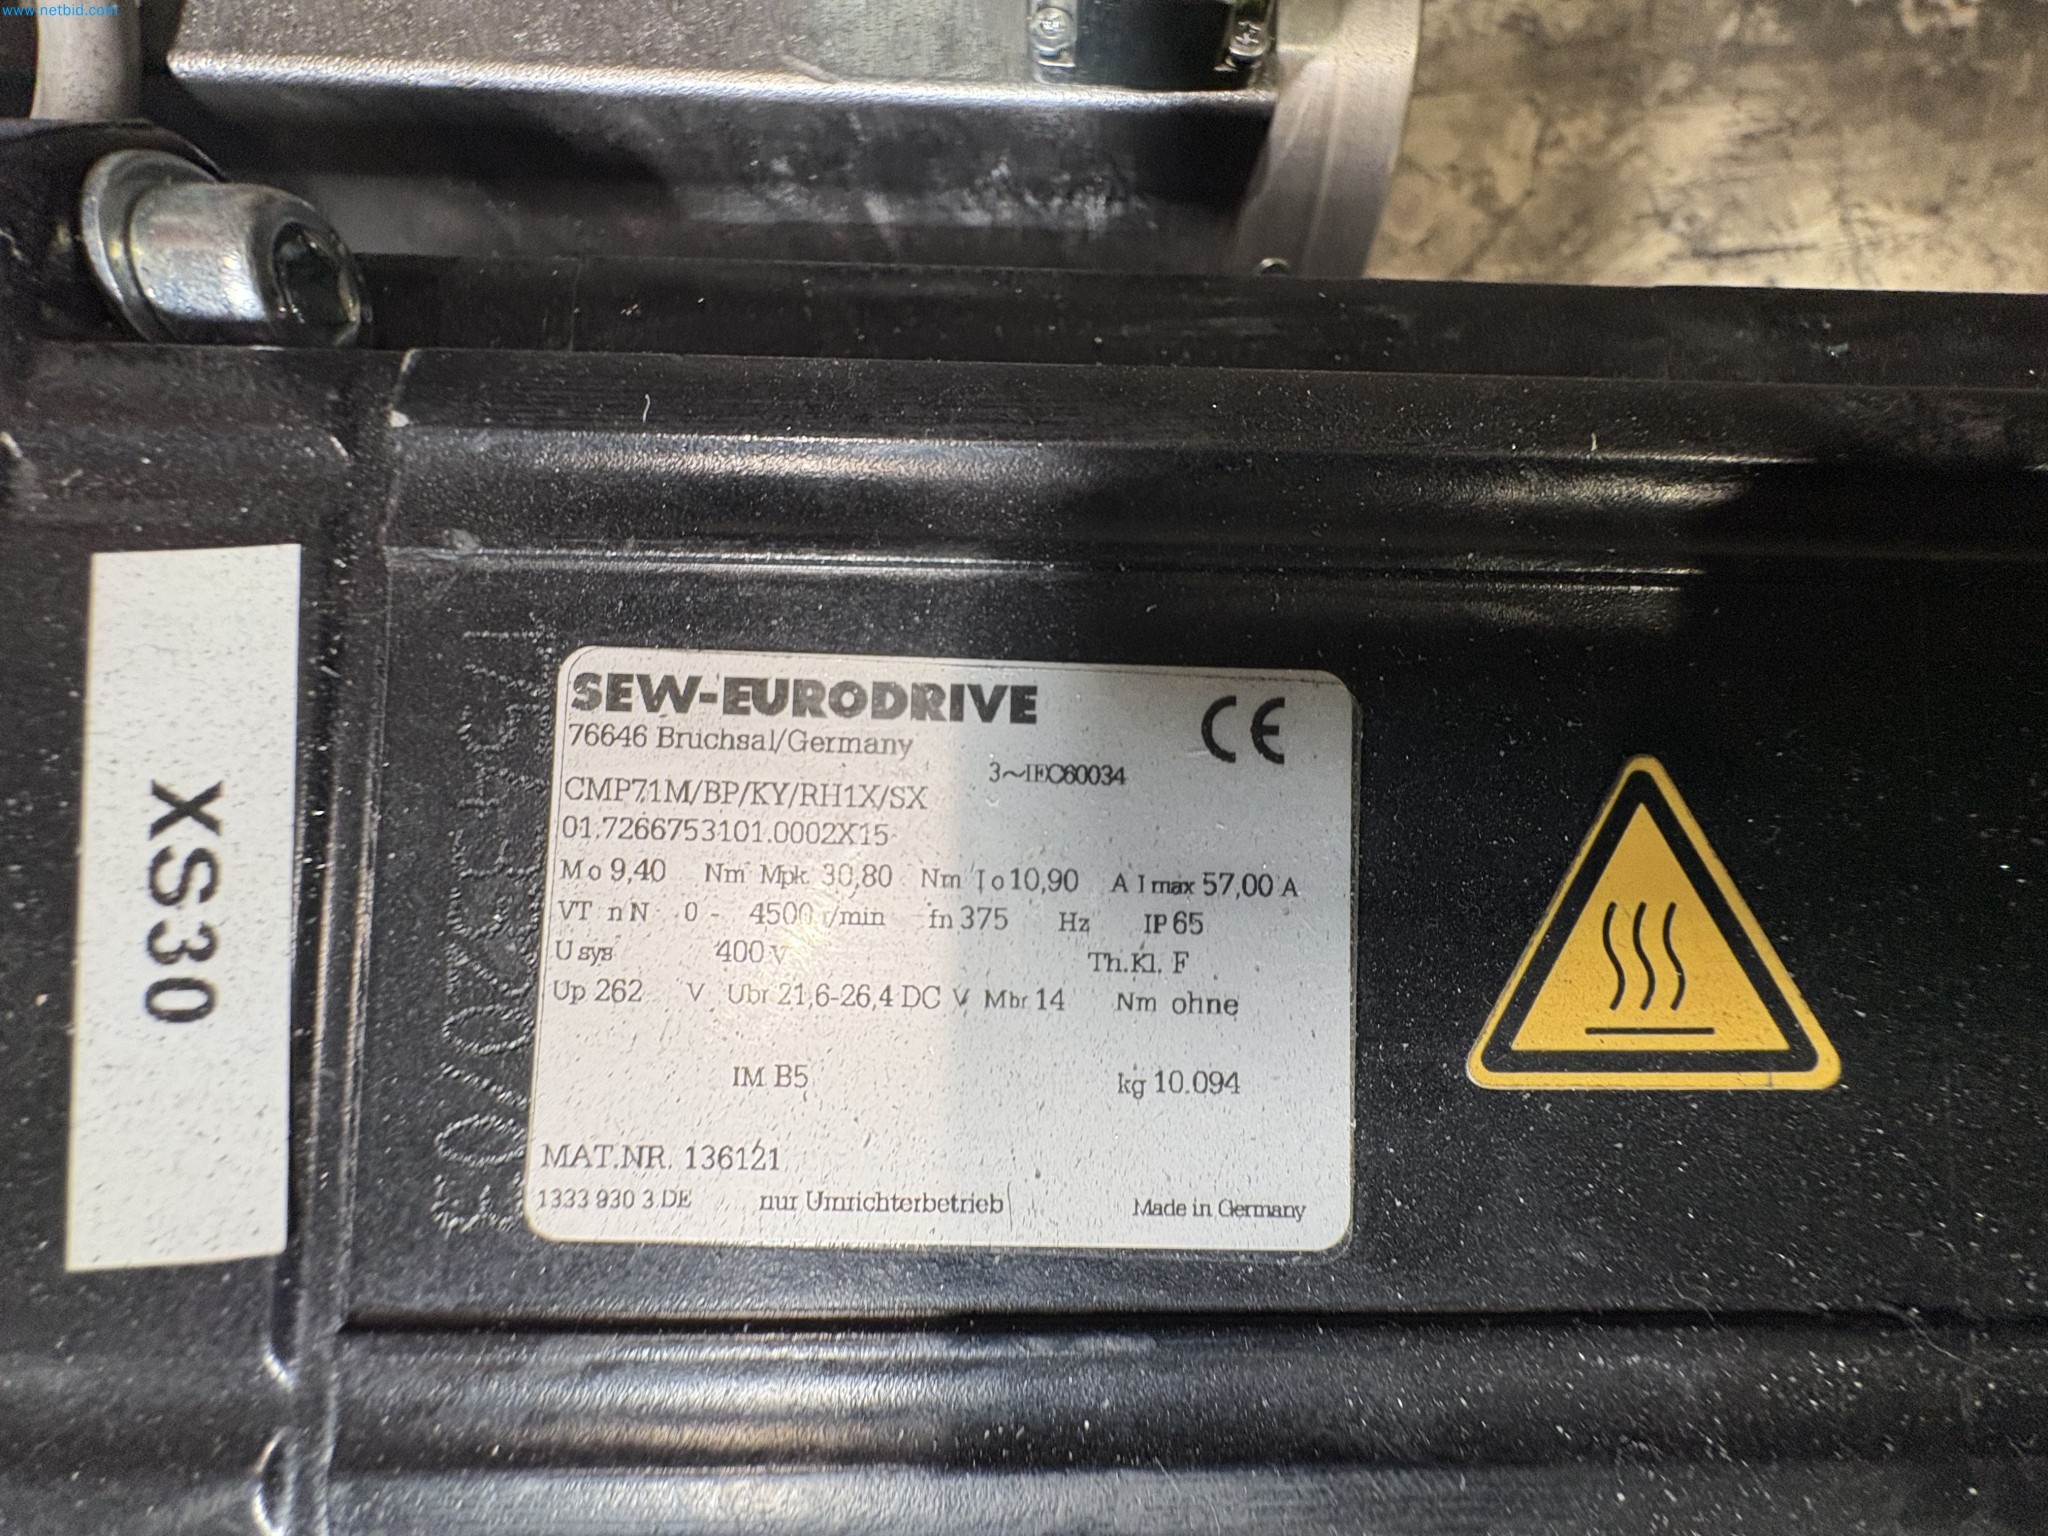 www.netbid.com
XS30
SEW-EURODRIVE
76646 Bruchsal/Germany
CE
3~IEC60034
CMP71M/BP/KY/RH1X/SX
01.7266753101.0002X15
Mo 9,40 Nm Mpk 30,80 Nm Io 10,90 A Imax 57,00 A
VT nN 0 - 4500 r/min fn 375 Hz IP 65
Usys 400 V Th.Kl. F
Up 262 V Ubr 21,6-26,4 DC V Mbr 14 Nm ohne
IM B5 kg 10.094
MAT.NR. 136121
1333 930 3.DE nur Umrichterbetrieb Made in Germany